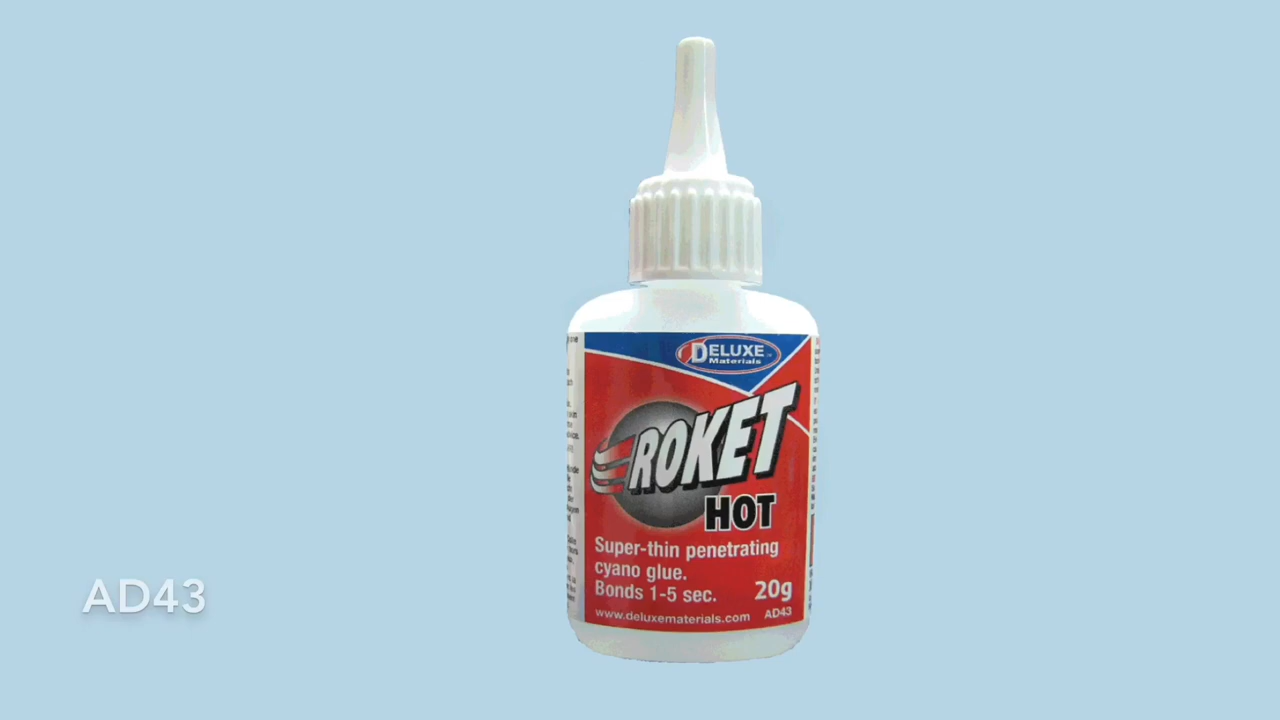 DELUXE
Materials
ROKET
HOT
Super-thin penetrating
cyano glue.
Bonds 1-5 sec.
20g
www.deluxematerials.com
AD43
AD43